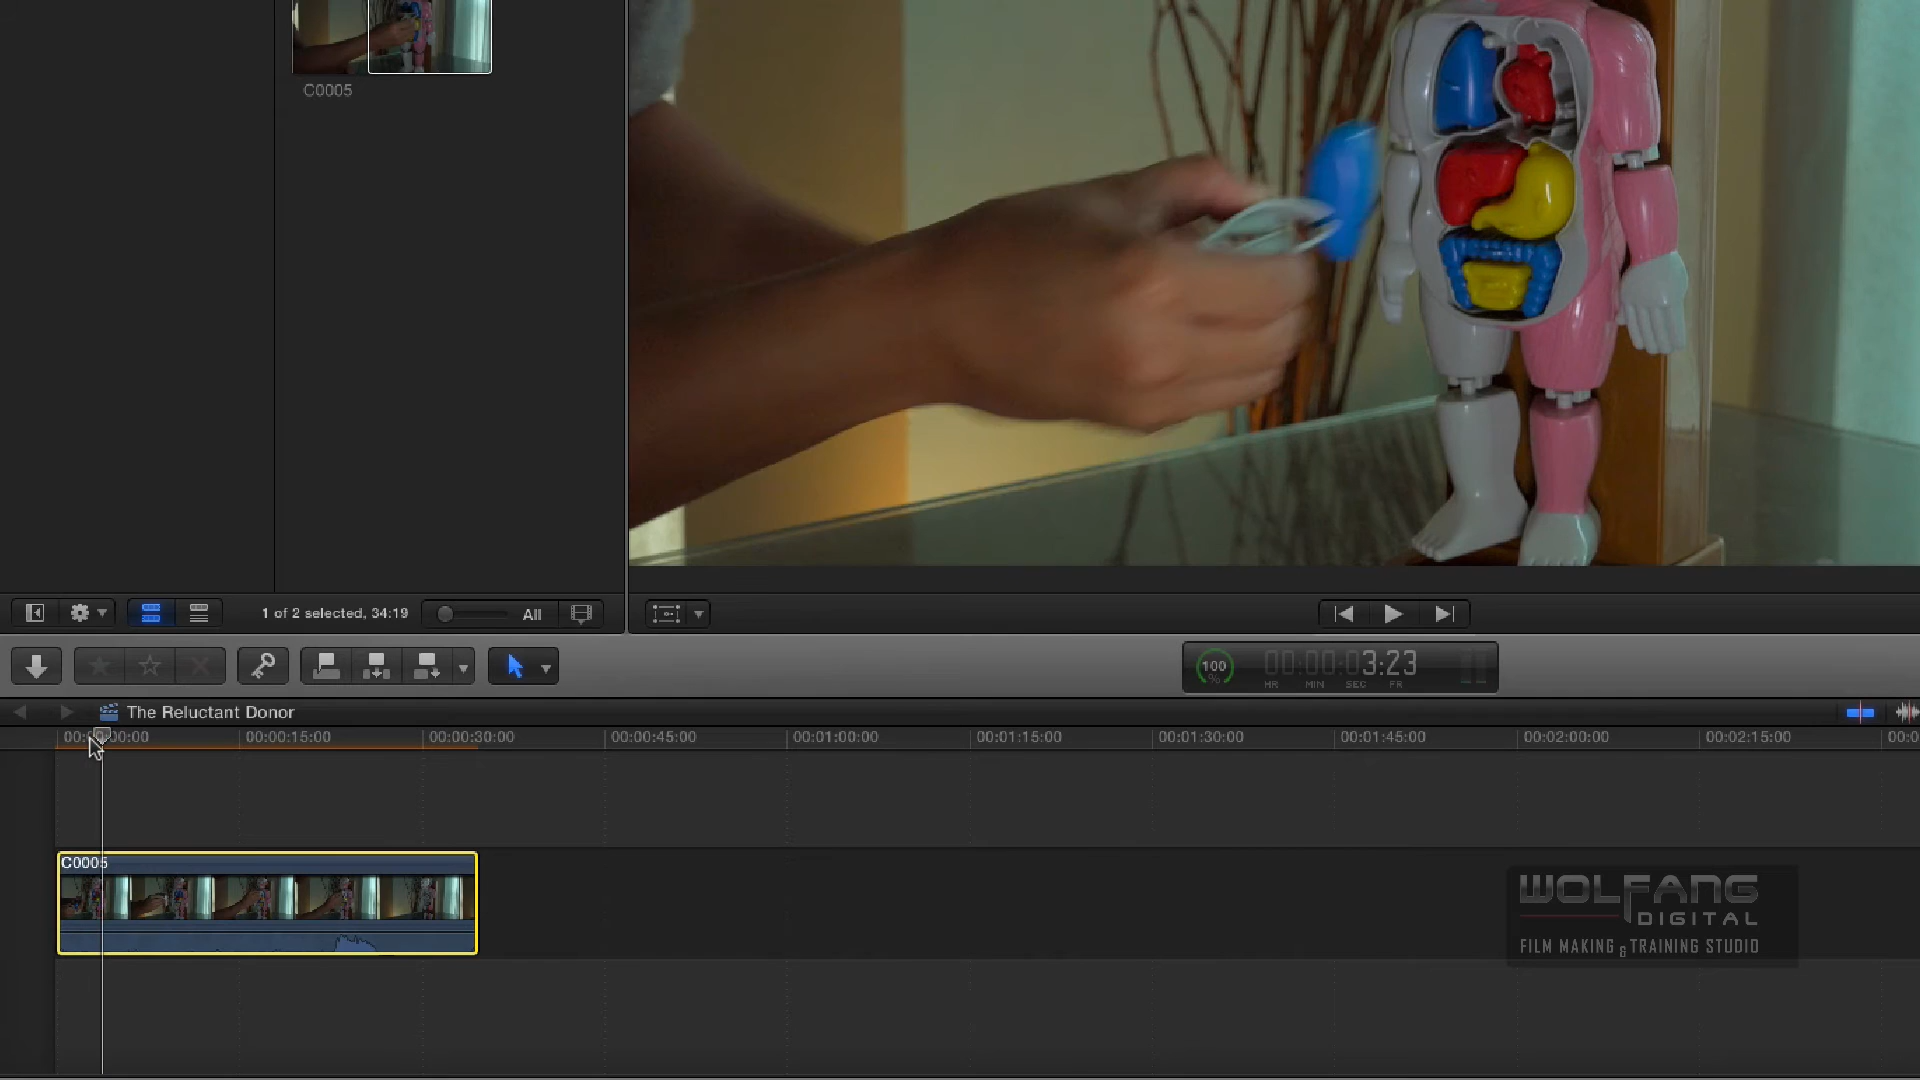 C0005
1 of 2 selected, 34:19
All
100
%
00:00:03:23
HR MIN SEC FR
The Reluctant Donor
00:00:00:00
00:00:15:00
00:00:30:00
00:00:45:00
00:01:00:00
00:01:15:00
00:01:30:00
00:01:45:00
00:02:00:00
00:02:15:00
C0005
WOLFANG
DIGITAL
FILM MAKING & TRAINING STUDIO